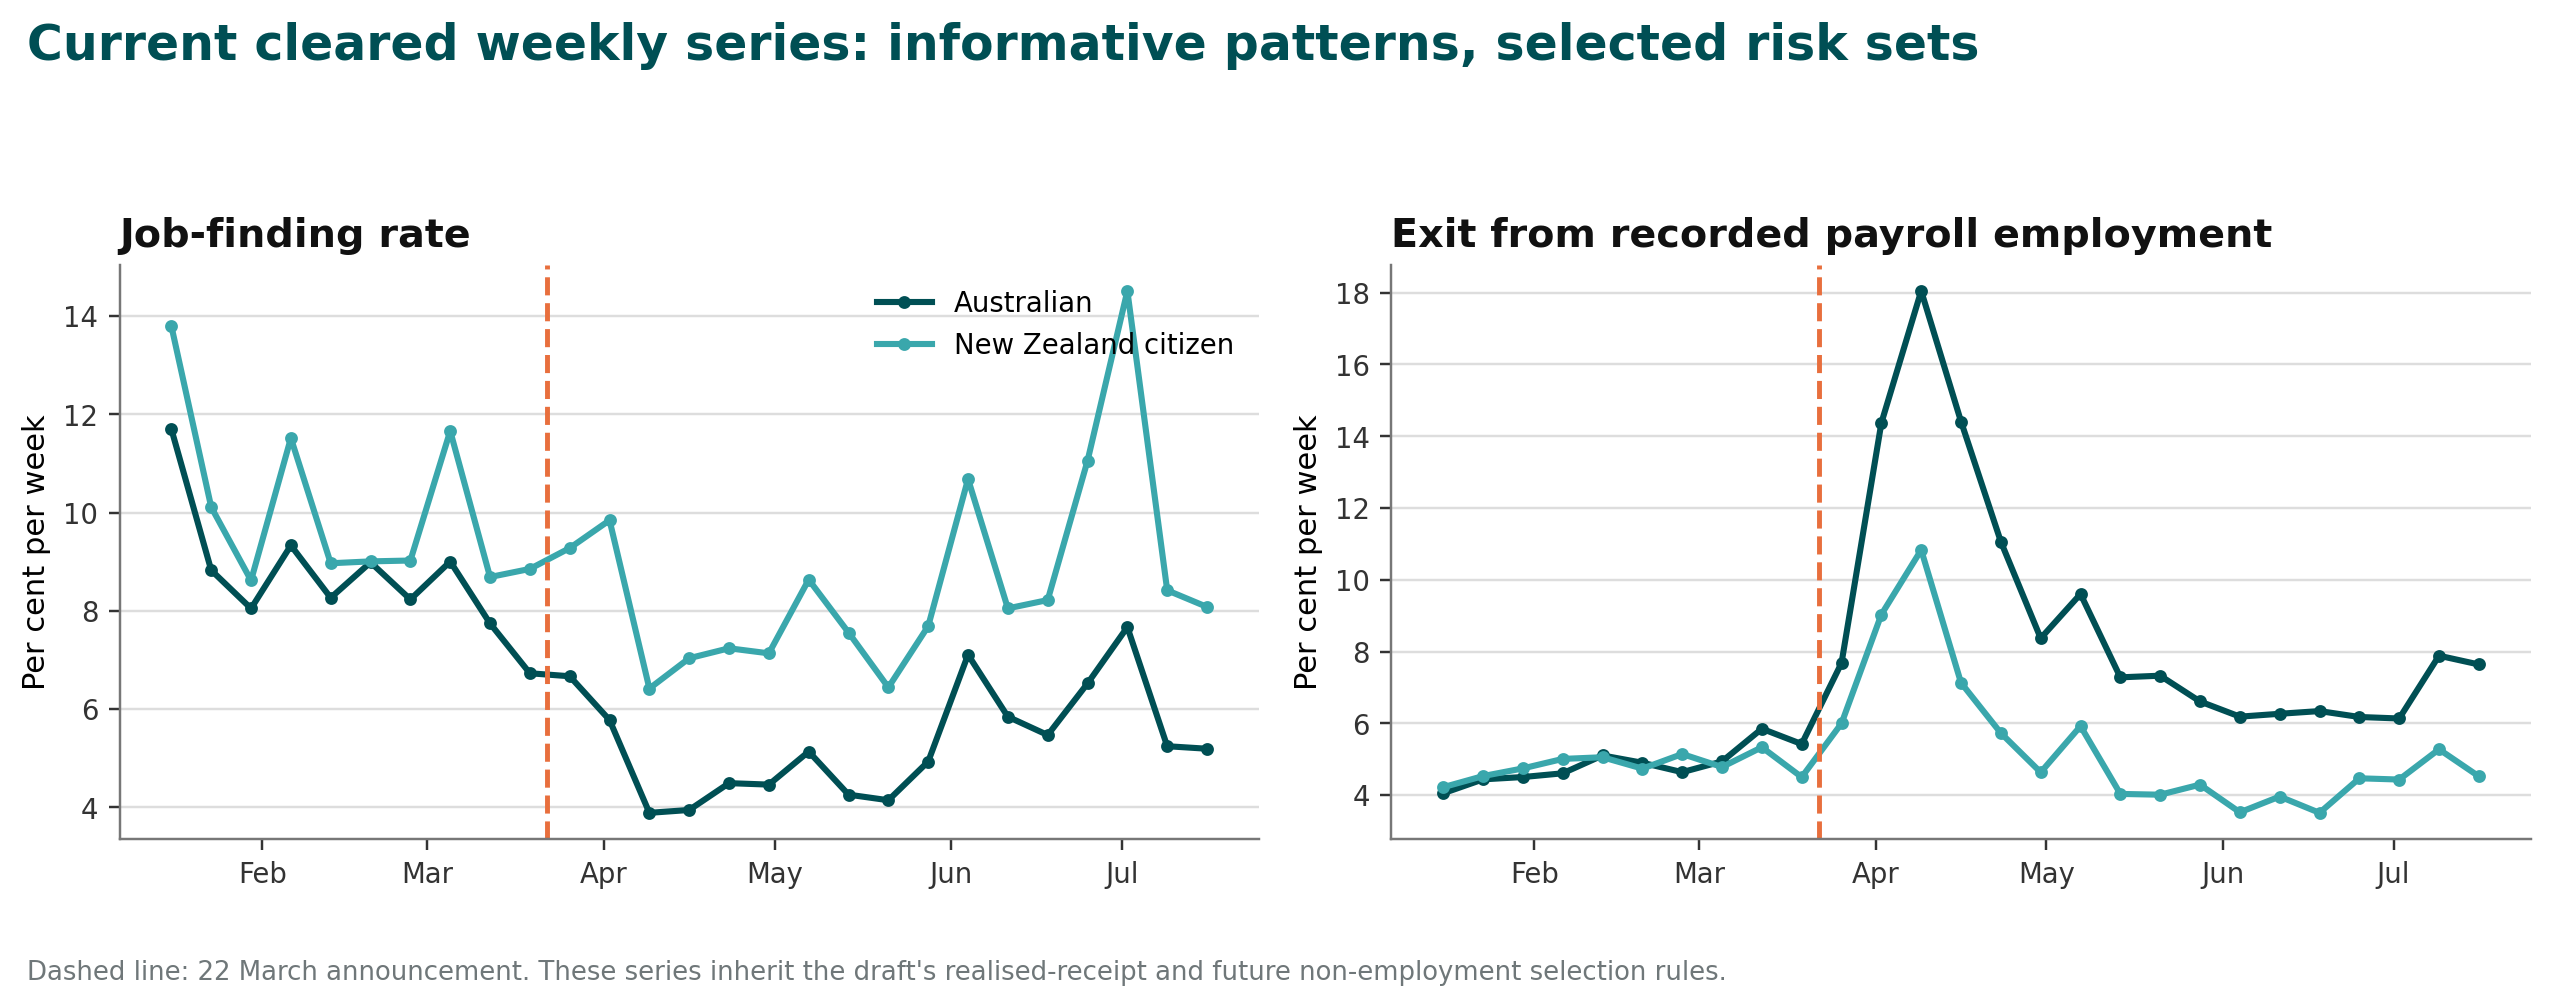 Current cleared weekly series: informative patterns, selected risk sets
Job-finding rate
Per cent per week
14
12
10
8
6
4
Australian
New Zealand citizen
Feb
Mar
Apr
May
Jun
Jul
Exit from recorded payroll employment
Per cent per week
18
16
14
12
10
8
6
4
Feb
Mar
Apr
May
Jun
Jul
Dashed line: 22 March announcement. These series inherit the draft's realised-receipt and future non-employment selection rules.